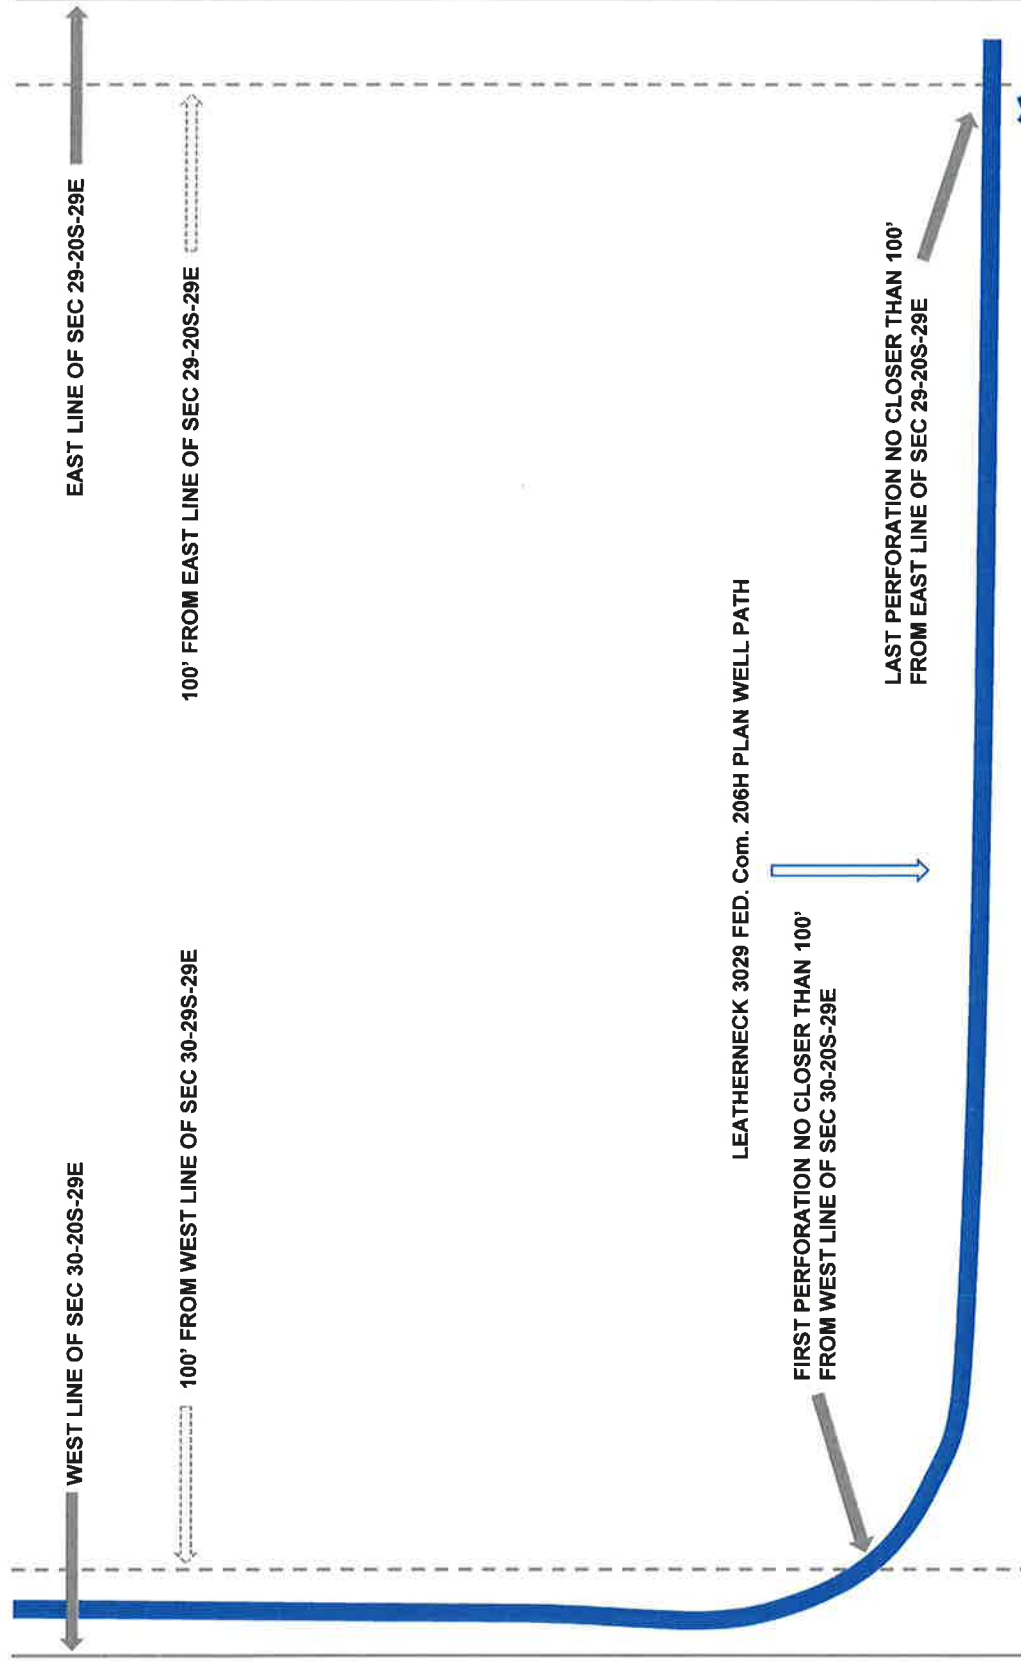 WEST LINE OF SEC 30-20S-29E
EAST LINE OF SEC 29-20S-29E
100' FROM WEST LINE OF SEC 30-29S-29E
100' FROM EAST LINE OF SEC 29-20S-29E
LEATHERNECK 3029 FED. Com. 206H PLAN WELL PATH
FIRST PERFORATION NO CLOSER THAN 100'
FROM WEST LINE OF SEC 30-20S-29E
LAST PERFORATION NO CLOSER THAN 100'
FROM EAST LINE OF SEC 29-20S-29E